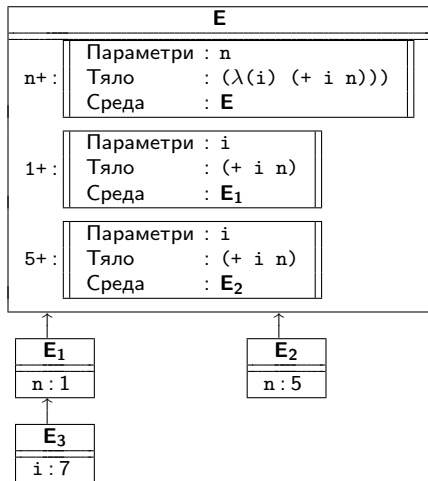 E
n+ : Параметри : n
Тяло : (λ(i) (+ i n)))
Среда : E
1+ : Параметри : i
Тяло : (+ i n)
Среда : E₁
5+ : Параметри : i
Тяло : (+ i n)
Среда : E₂
E₁ E₂
n : 1 n : 5
E₃
i : 7